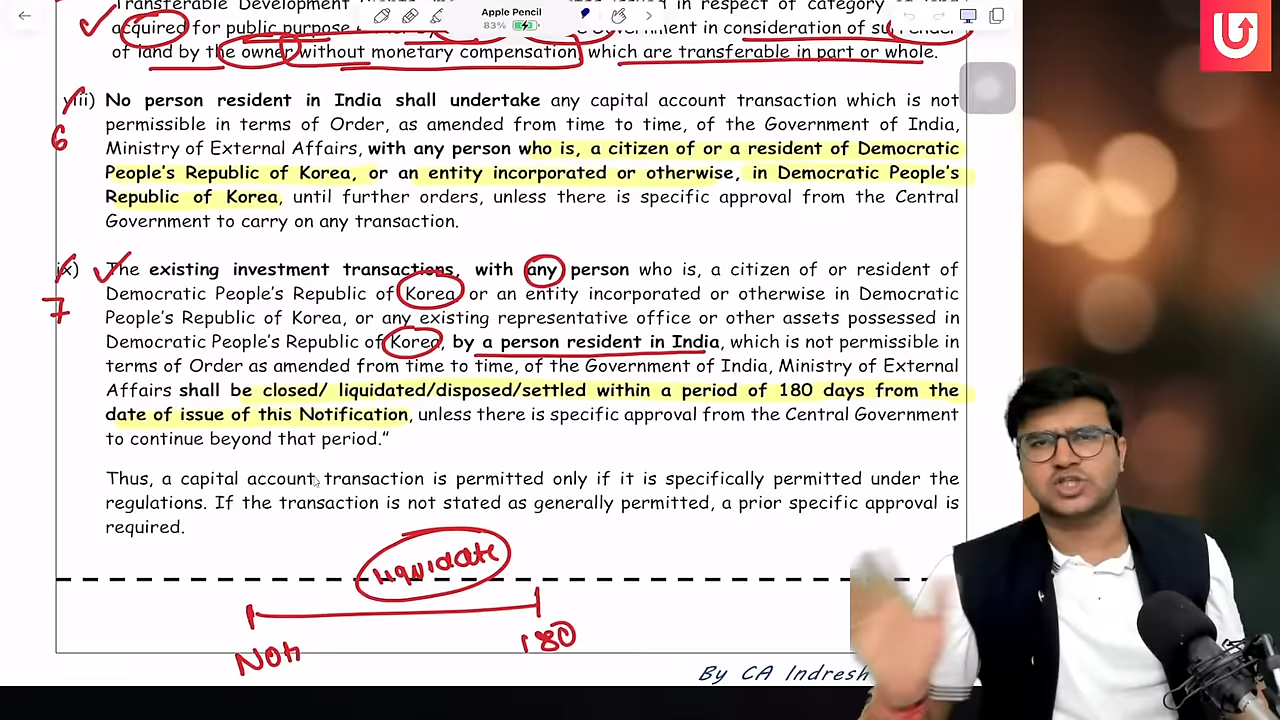 Apple Pencil
83%
Transferable Development in respect of category of
acquired for public purpose Government in consideration of surrender
of land by the owner without monetary compensation, which are transferable in part or whole.
viii) No person resident in India shall undertake any capital account transaction which is not
6
permissible in terms of Order, as amended from time to time, of the Government of India,
Ministry of External Affairs, with any person who is, a citizen of or a resident of Democratic
People's Republic of Korea, or an entity incorporated or otherwise, in Democratic People's
Republic of Korea, until further orders, unless there is specific approval from the Central
Government to carry on any transaction.
ix) The existing investment transactions, with any person who is, a citizen of or resident of
7
Democratic People's Republic of Korea or an entity incorporated or otherwise in Democratic
People's Republic of Korea, or any existing representative office or other assets possessed in
Democratic People's Republic of Korea, by a person resident in India, which is not permissible in
terms of Order as amended from time to time, of the Government of India, Ministry of External
Affairs shall be closed/ liquidated/disposed/settled within a period of 180 days from the
date of issue of this Notification, unless there is specific approval from the Central Government
to continue beyond that period.”
Thus, a capital account transaction is permitted only if it is specifically permitted under the
regulations. If the transaction is not stated as generally permitted, a prior specific approval is
required.
liquidate
Noti 180
By CA Indresh